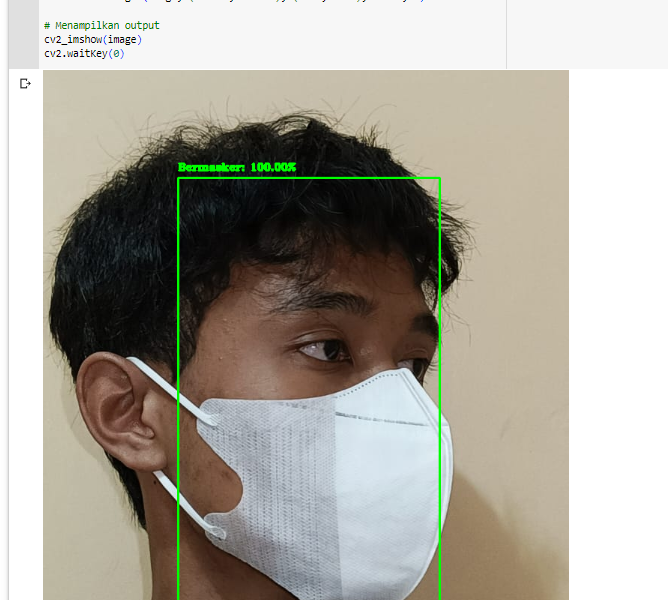 # Menampilkan output
cv2_imshow(image)
cv2.waitKey(0)
Bermasker: 100.00%